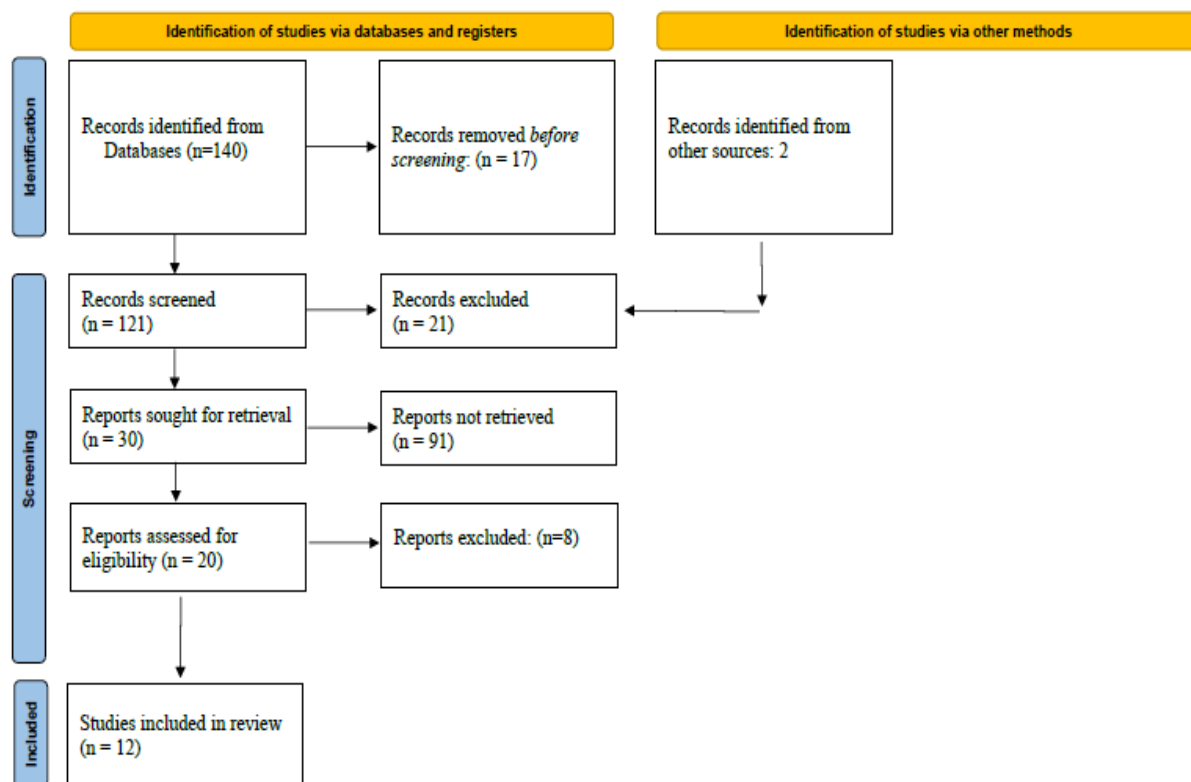 Identification of studies via databases and registers
Identification of studies via other methods
Identification
Records identified from
Databases (n=140)
Records removed before
screening: (n = 17)
Records identified from
other sources: 2
Screening
Records screened
(n = 121)
Records excluded
(n = 21)
Reports sought for retrieval
(n = 30)
Reports not retrieved
(n = 91)
Reports assessed for
eligibility (n = 20)
Reports excluded: (n=8)
Included
Studies included in review
(n = 12)